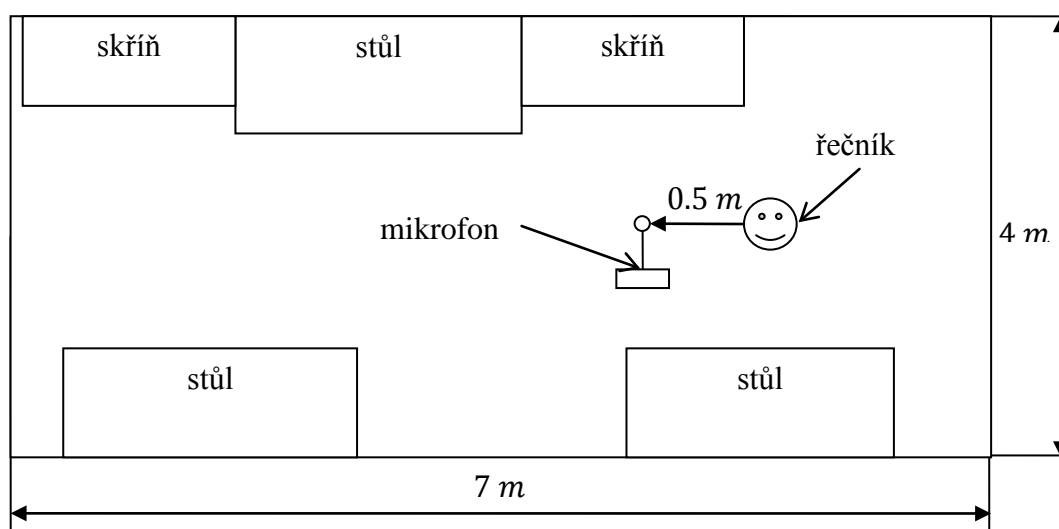 skříň stůl skříň
řečník
0.5 m
mikrofon
4 m
stůl stůl
7 m